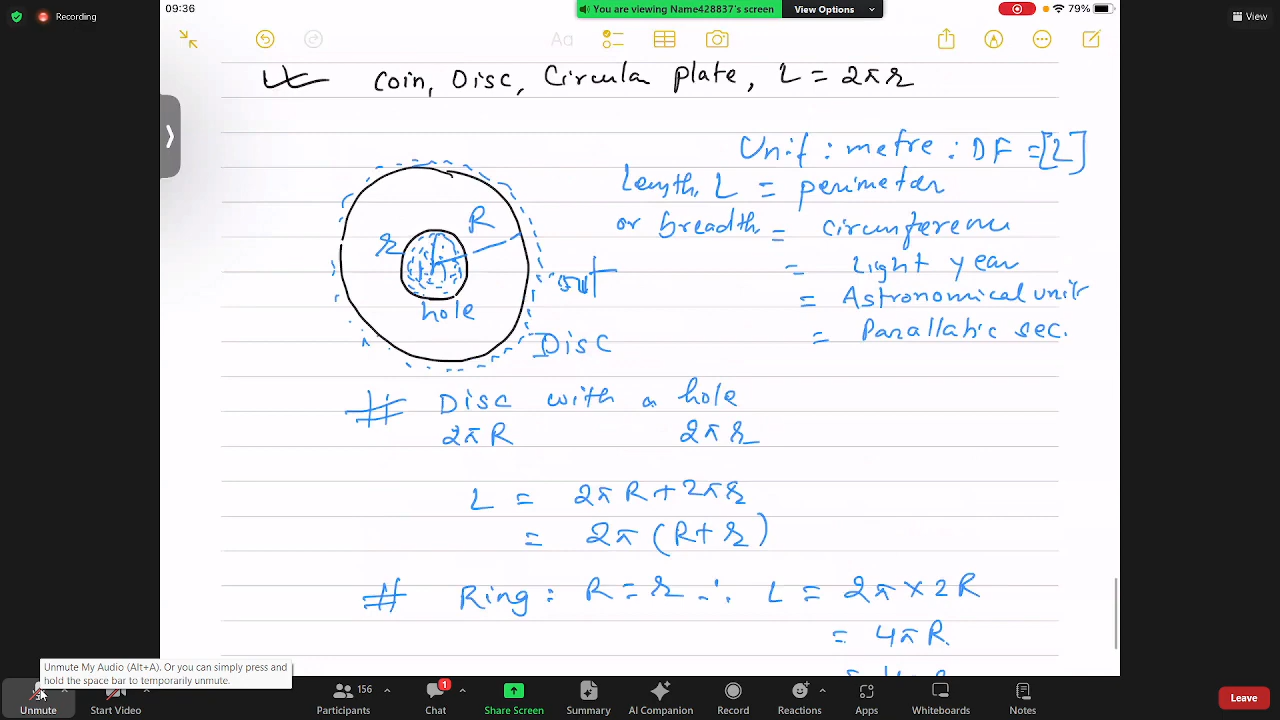 09:36
You are viewing Name428837's screen
View Options
79%
Recording
View
Aa
Coin, Disc, Circular plate, L = 2πr
Unit : metre : DF = [L]
Length, L = perimeter
or breadth = circunference
= Light year
= Astronomical unit
= Parallatic sec.
R
r
hole
out
Disc
# Disc with a hole
2πR 2πr
L = 2πR + 2πr
= 2π (R + r)
# Ring : R = r ∴ L = 2π × 2R
= 4πR
Unmute My Audio (Alt+A). Or you can simply press and
hold the space bar to temporarily unmute.
156
1
Unmute
Start Video
Participants
Chat
Share Screen
Summary
AI Companion
Record
Reactions
Apps
Whiteboards
Notes
Leave